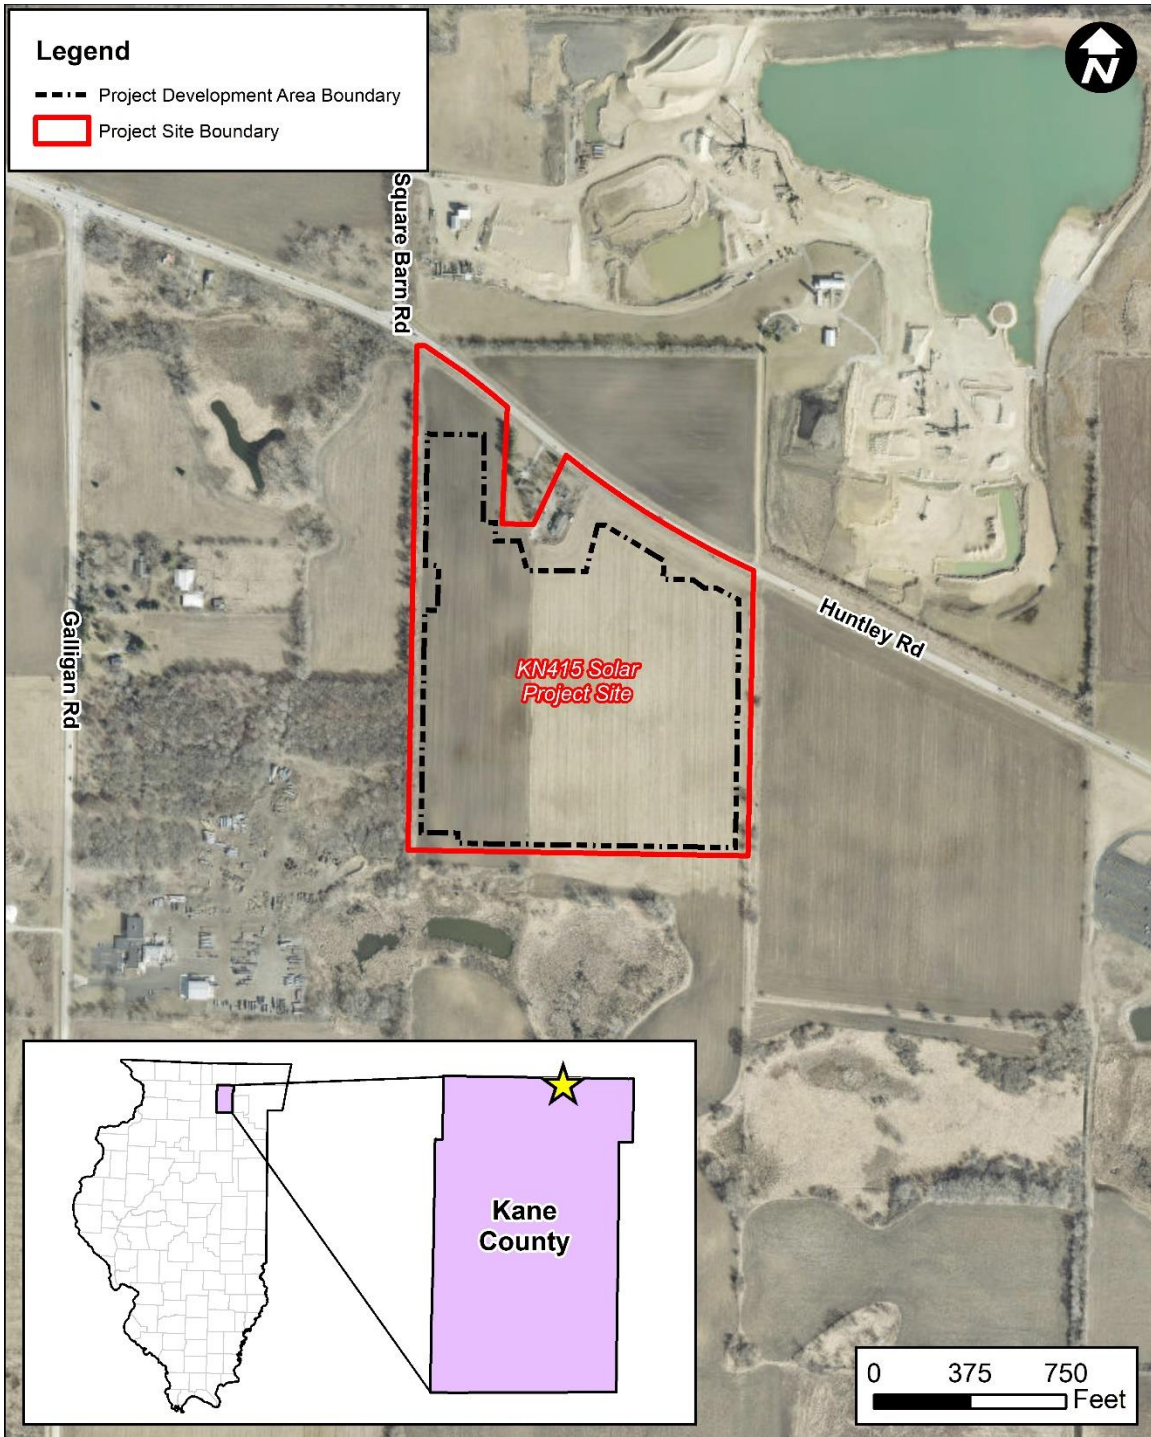 Legend
Project Development Area Boundary
Project Site Boundary
N
Square Barn Rd
Huntley Rd
Galligan Rd
KN415 Solar
Project Site
Kane
County
0 375 750
Feet